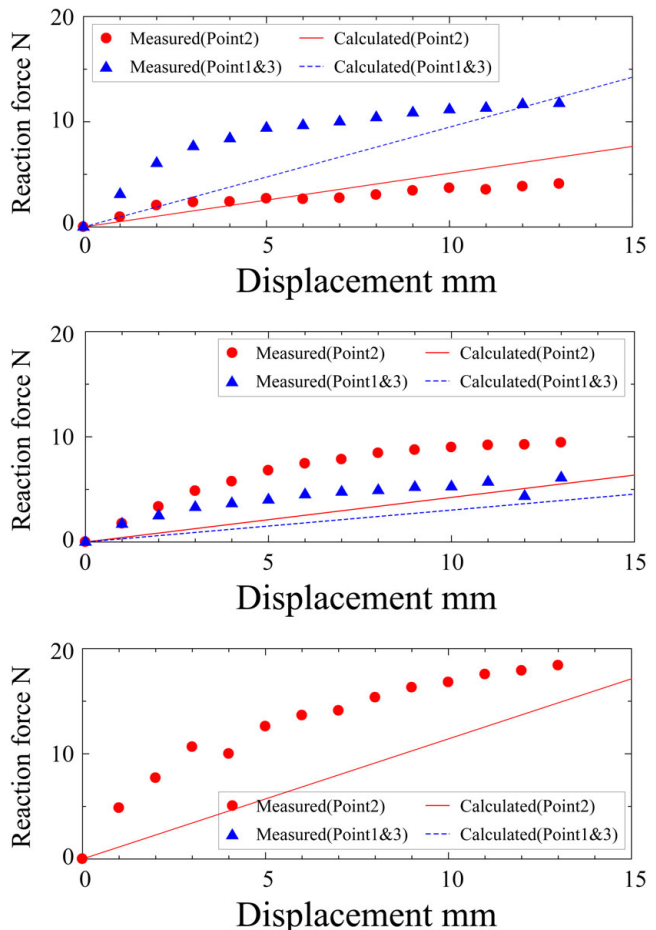 20
Measured(Point2) Calculated(Point2)
Measured(Point1&3) Calculated(Point1&3)
10
0
0 5 10 15
Reaction force N
Displacement mm
20
Measured(Point2) Calculated(Point2)
Measured(Point1&3) Calculated(Point1&3)
10
0
0 5 10 15
Reaction force N
Displacement mm
20
10
Measured(Point2) Calculated(Point2)
Measured(Point1&3) Calculated(Point1&3)
0
0 5 10 15
Reaction force N
Displacement mm